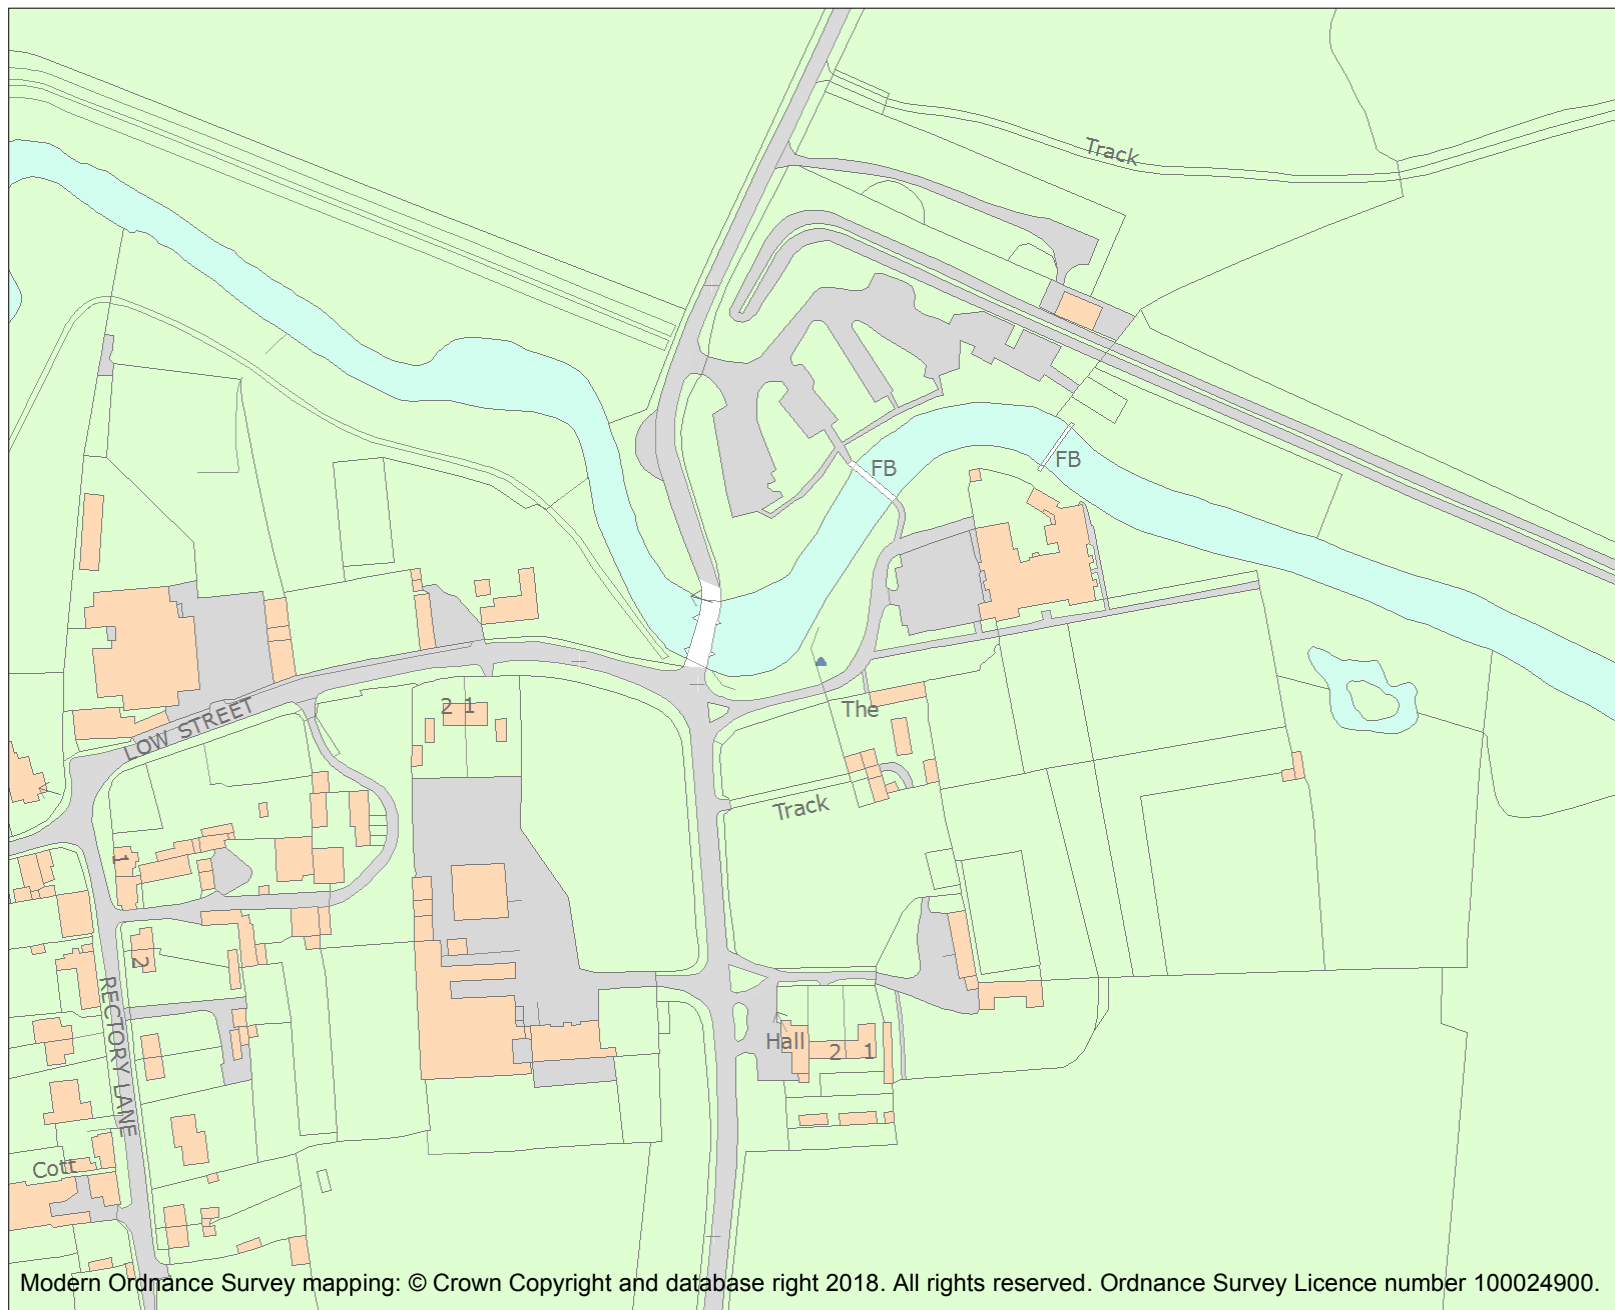 Track
FB
FB
2 1
The
LOW STREET
Track
1
2
RECTORY LANE
Hall
2 1
Cott
Modern Ordnance Survey mapping: © Crown Copyright and database right 2018. All rights reserved. Ordnance Survey Licence number 100024900.